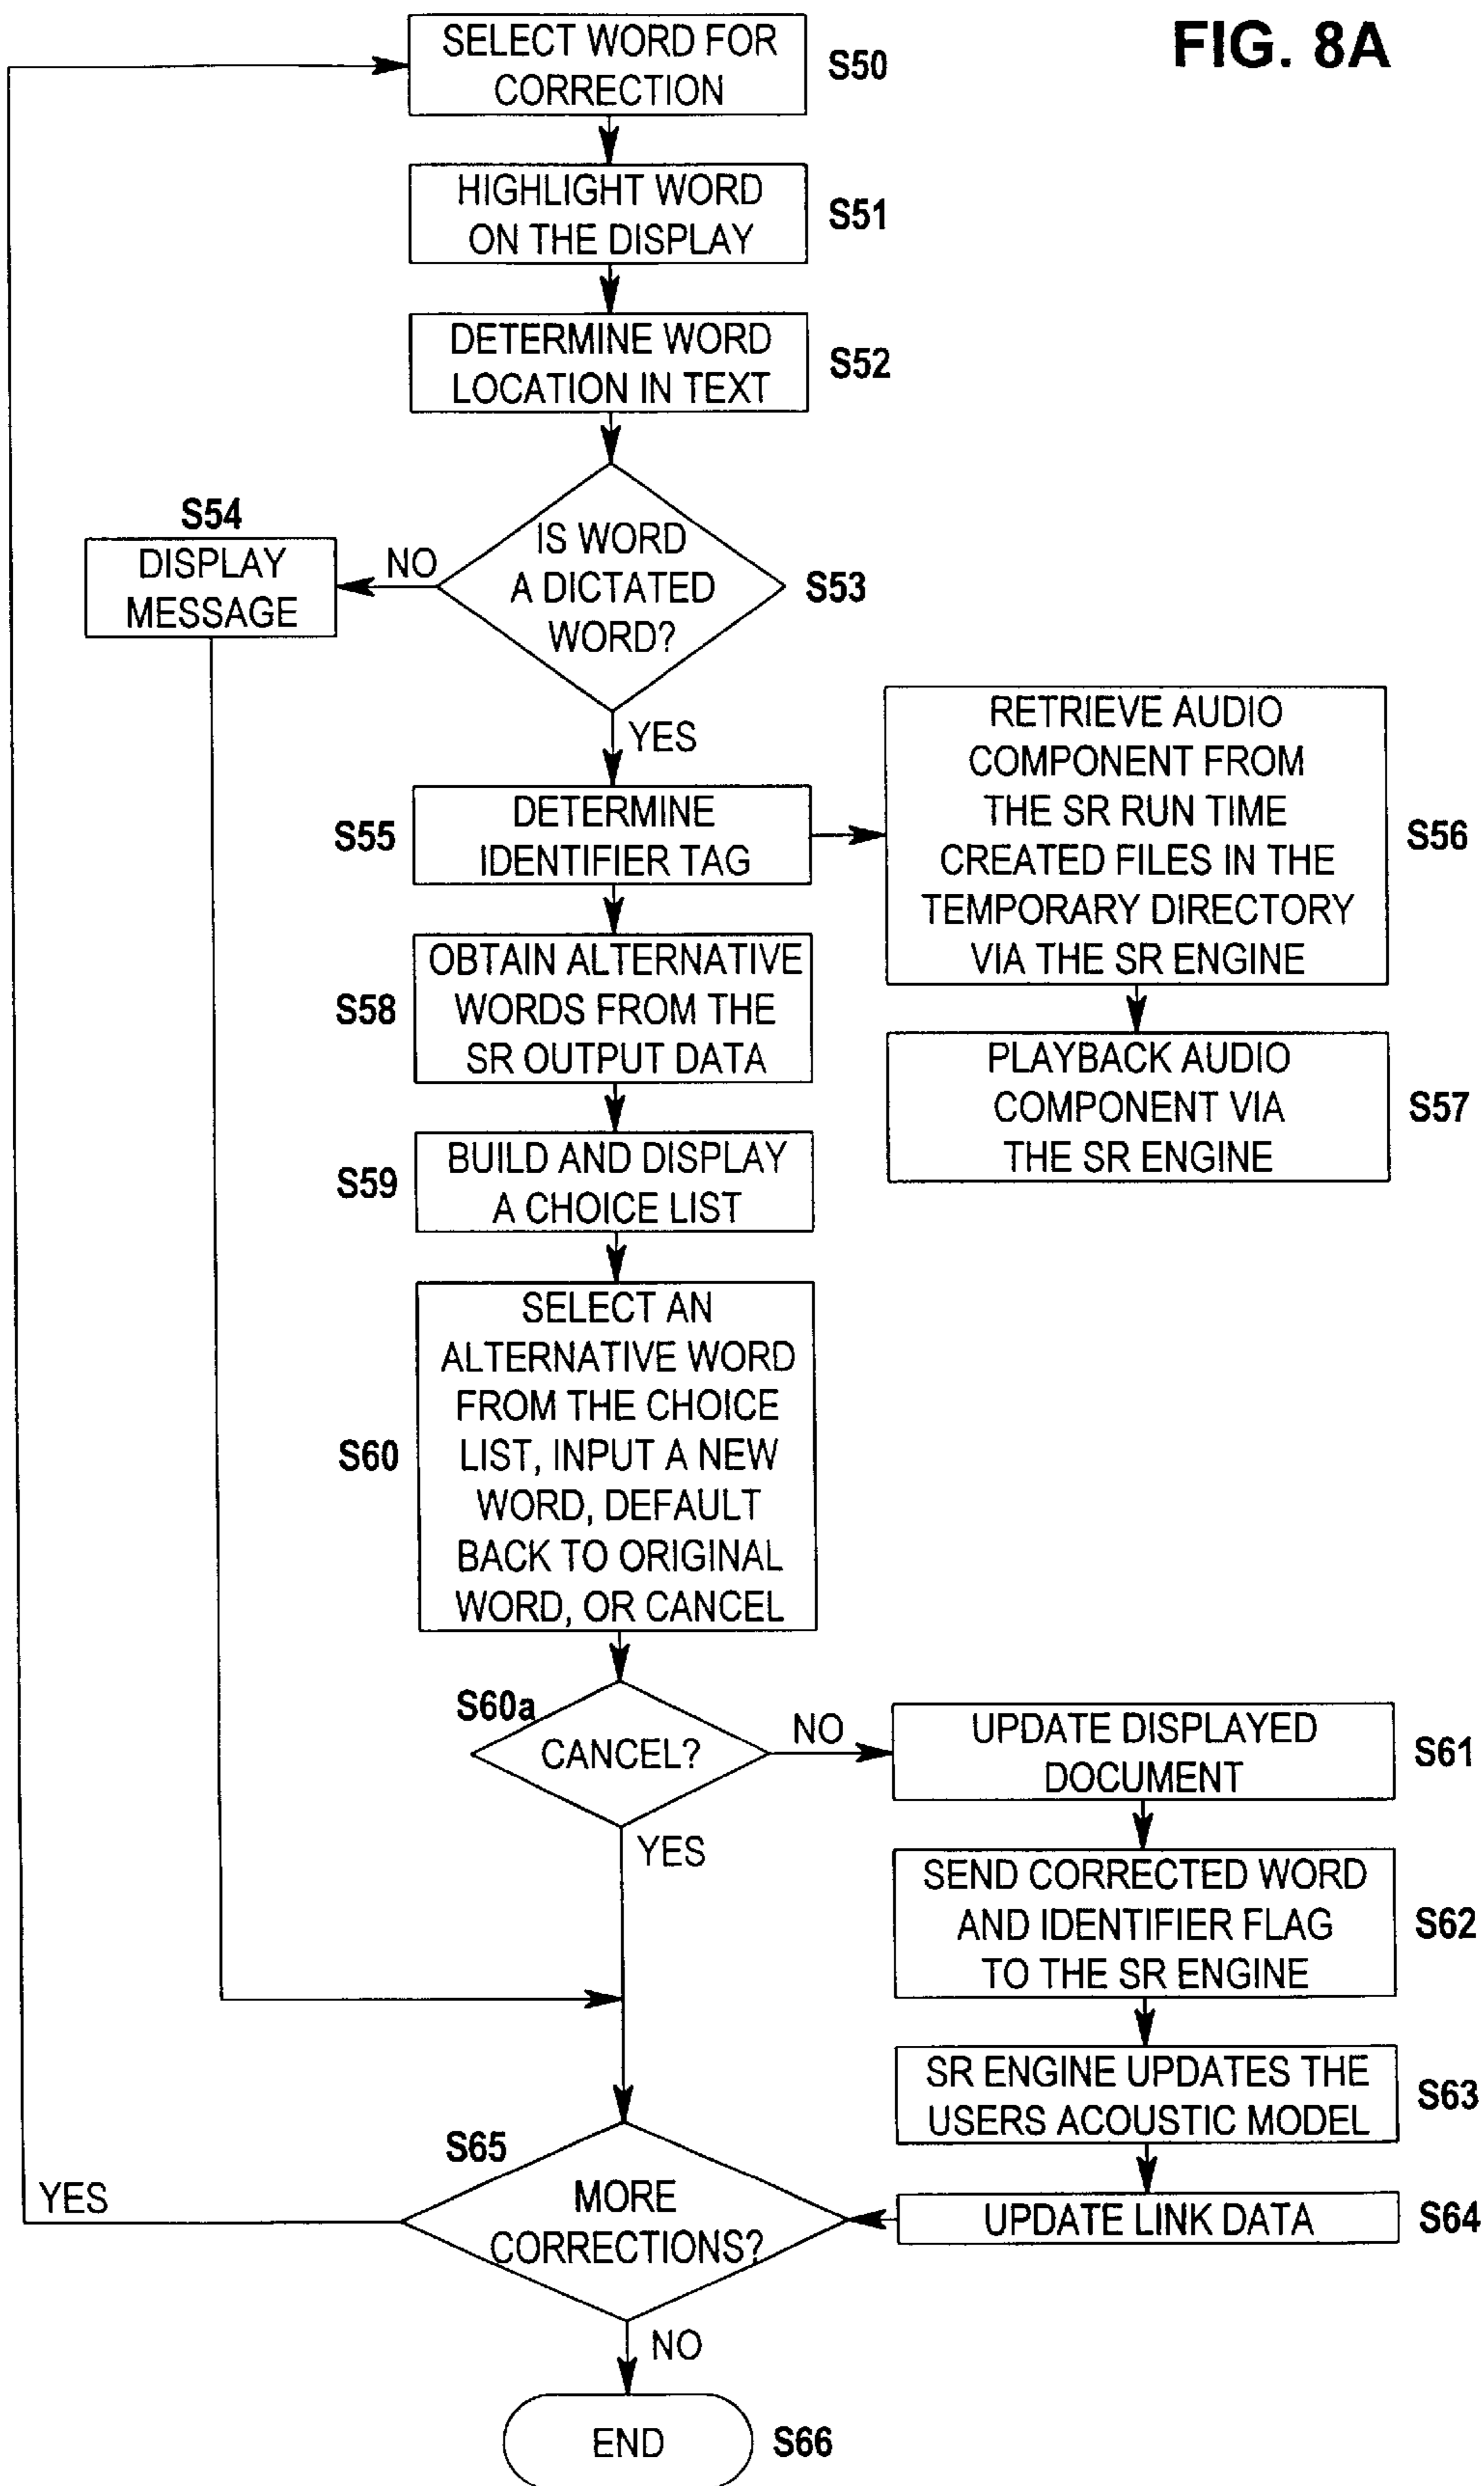 FIG. 8A
SELECT WORD FOR
CORRECTION
S50
HIGHLIGHT WORD
ON THE DISPLAY
S51
DETERMINE WORD
LOCATION IN TEXT
S52
IS WORD
A DICTATED
WORD?
S53
NO
S54
DISPLAY
MESSAGE
YES
S55
DETERMINE
IDENTIFIER TAG
RETRIEVE AUDIO
COMPONENT FROM
THE SR RUN TIME
CREATED FILES IN THE
TEMPORARY DIRECTORY
VIA THE SR ENGINE
S56
PLAYBACK AUDIO
COMPONENT VIA
THE SR ENGINE
S57
S58
OBTAIN ALTERNATIVE
WORDS FROM THE
SR OUTPUT DATA
S59
BUILD AND DISPLAY
A CHOICE LIST
S60
SELECT AN
ALTERNATIVE WORD
FROM THE CHOICE
LIST, INPUT A NEW
WORD, DEFAULT
BACK TO ORIGINAL
WORD, OR CANCEL
S60a
CANCEL?
NO
UPDATE DISPLAYED
DOCUMENT
S61
YES
SEND CORRECTED WORD
AND IDENTIFIER FLAG
TO THE SR ENGINE
S62
SR ENGINE UPDATES THE
USERS ACOUSTIC MODEL
S63
UPDATE LINK DATA
S64
S65
MORE
CORRECTIONS?
YES
NO
END
S66